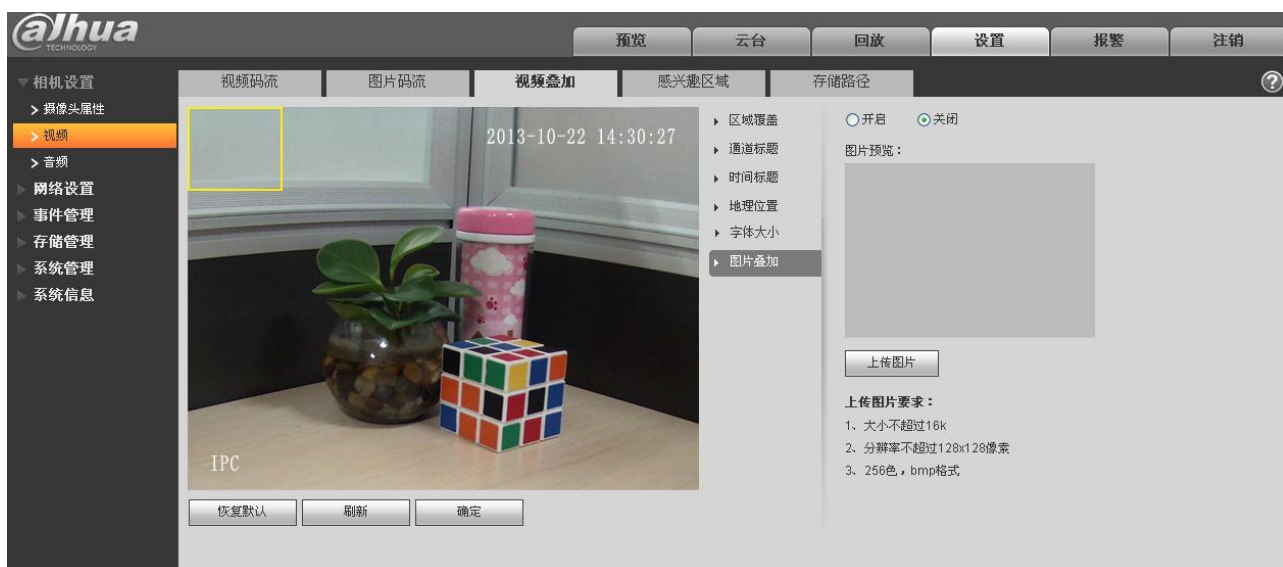 alhua
TECHNOLOGY
预览 云台 回放 设置 报警 注销
相机设置
摄像头属性
视频
音频
网络设置
事件管理
存储管理
系统管理
系统信息
视频码流 图片码流 视频叠加 感兴趣区域 存储路径
2013-10-22 14:30:27
IPC
恢复默认 刷新 确定
区域覆盖
通道标题
时间标题
地理位置
字体大小
图片叠加
开启 关闭
图片预览：
上传图片
上传图片要求：
1、大小不超过16k
2、分辨率不超过128x128像素
3、256色，bmp格式